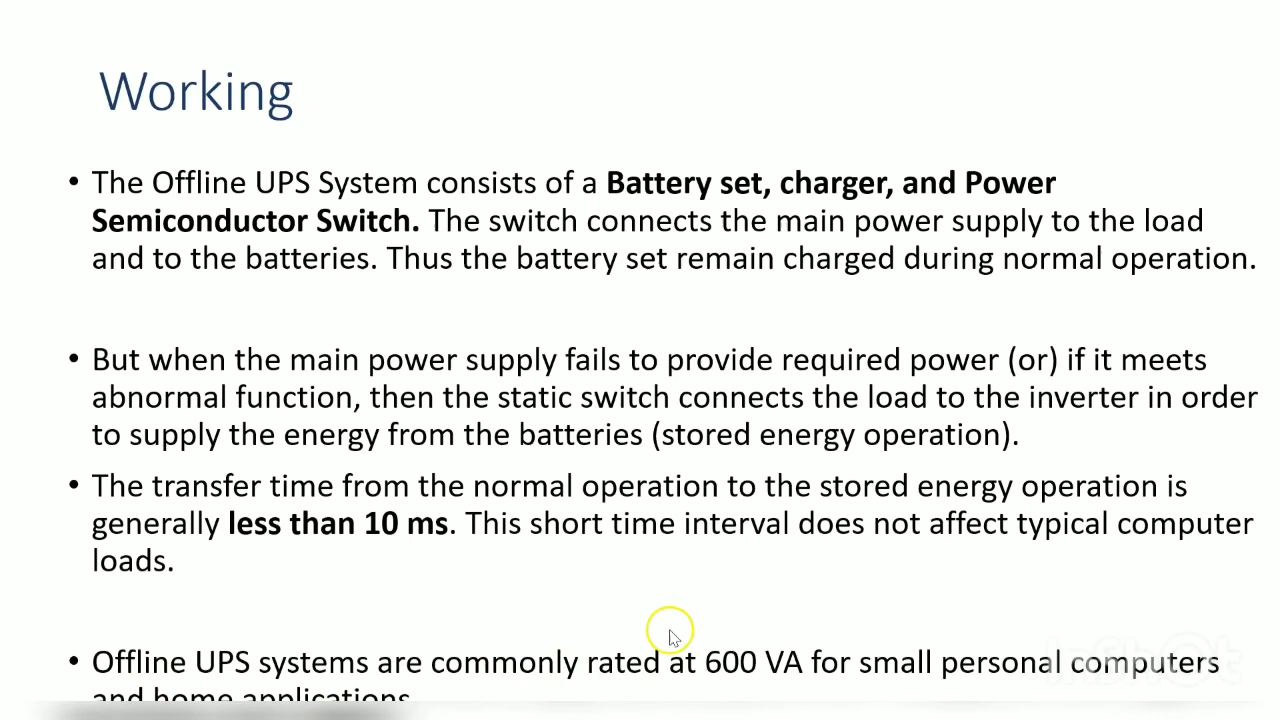 Working
• The Offline UPS System consists of a Battery set, charger, and Power
Semiconductor Switch. The switch connects the main power supply to the load
and to the batteries. Thus the battery set remain charged during normal operation.
• But when the main power supply fails to provide required power (or) if it meets
abnormal function, then the static switch connects the load to the inverter in order
to supply the energy from the batteries (stored energy operation).
• The transfer time from the normal operation to the stored energy operation is
generally less than 10 ms. This short time interval does not affect typical computer
loads.
• Offline UPS systems are commonly rated at 600 VA for small personal computers
and home applications.
InShOt